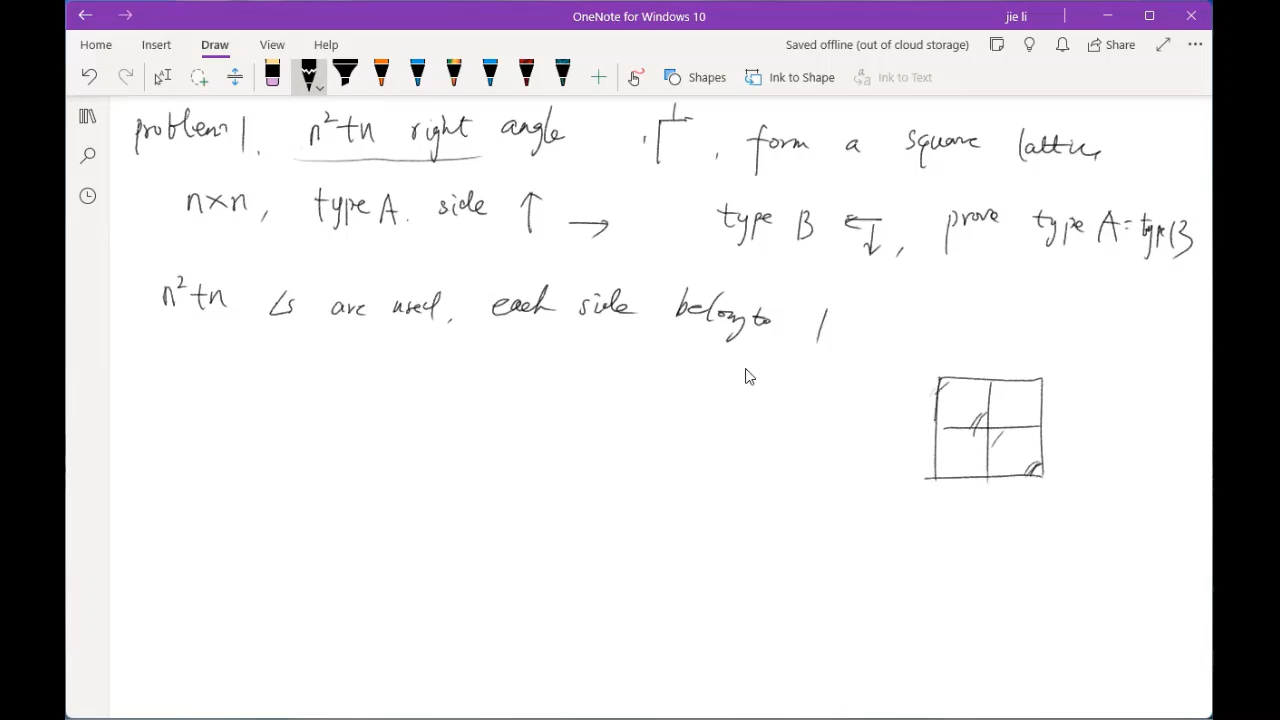 OneNote for Windows 10
jie li
Home Insert Draw View Help
Saved offline (out of cloud storage)
Share
Shapes
Ink to Shape
Ink to Text
problem 1. n²+n right angle , form a square lattice
n×n, type A. side ↑ → type B ← ↓, prove type A = type B
n²+n ∠s are used, each side belong to 1